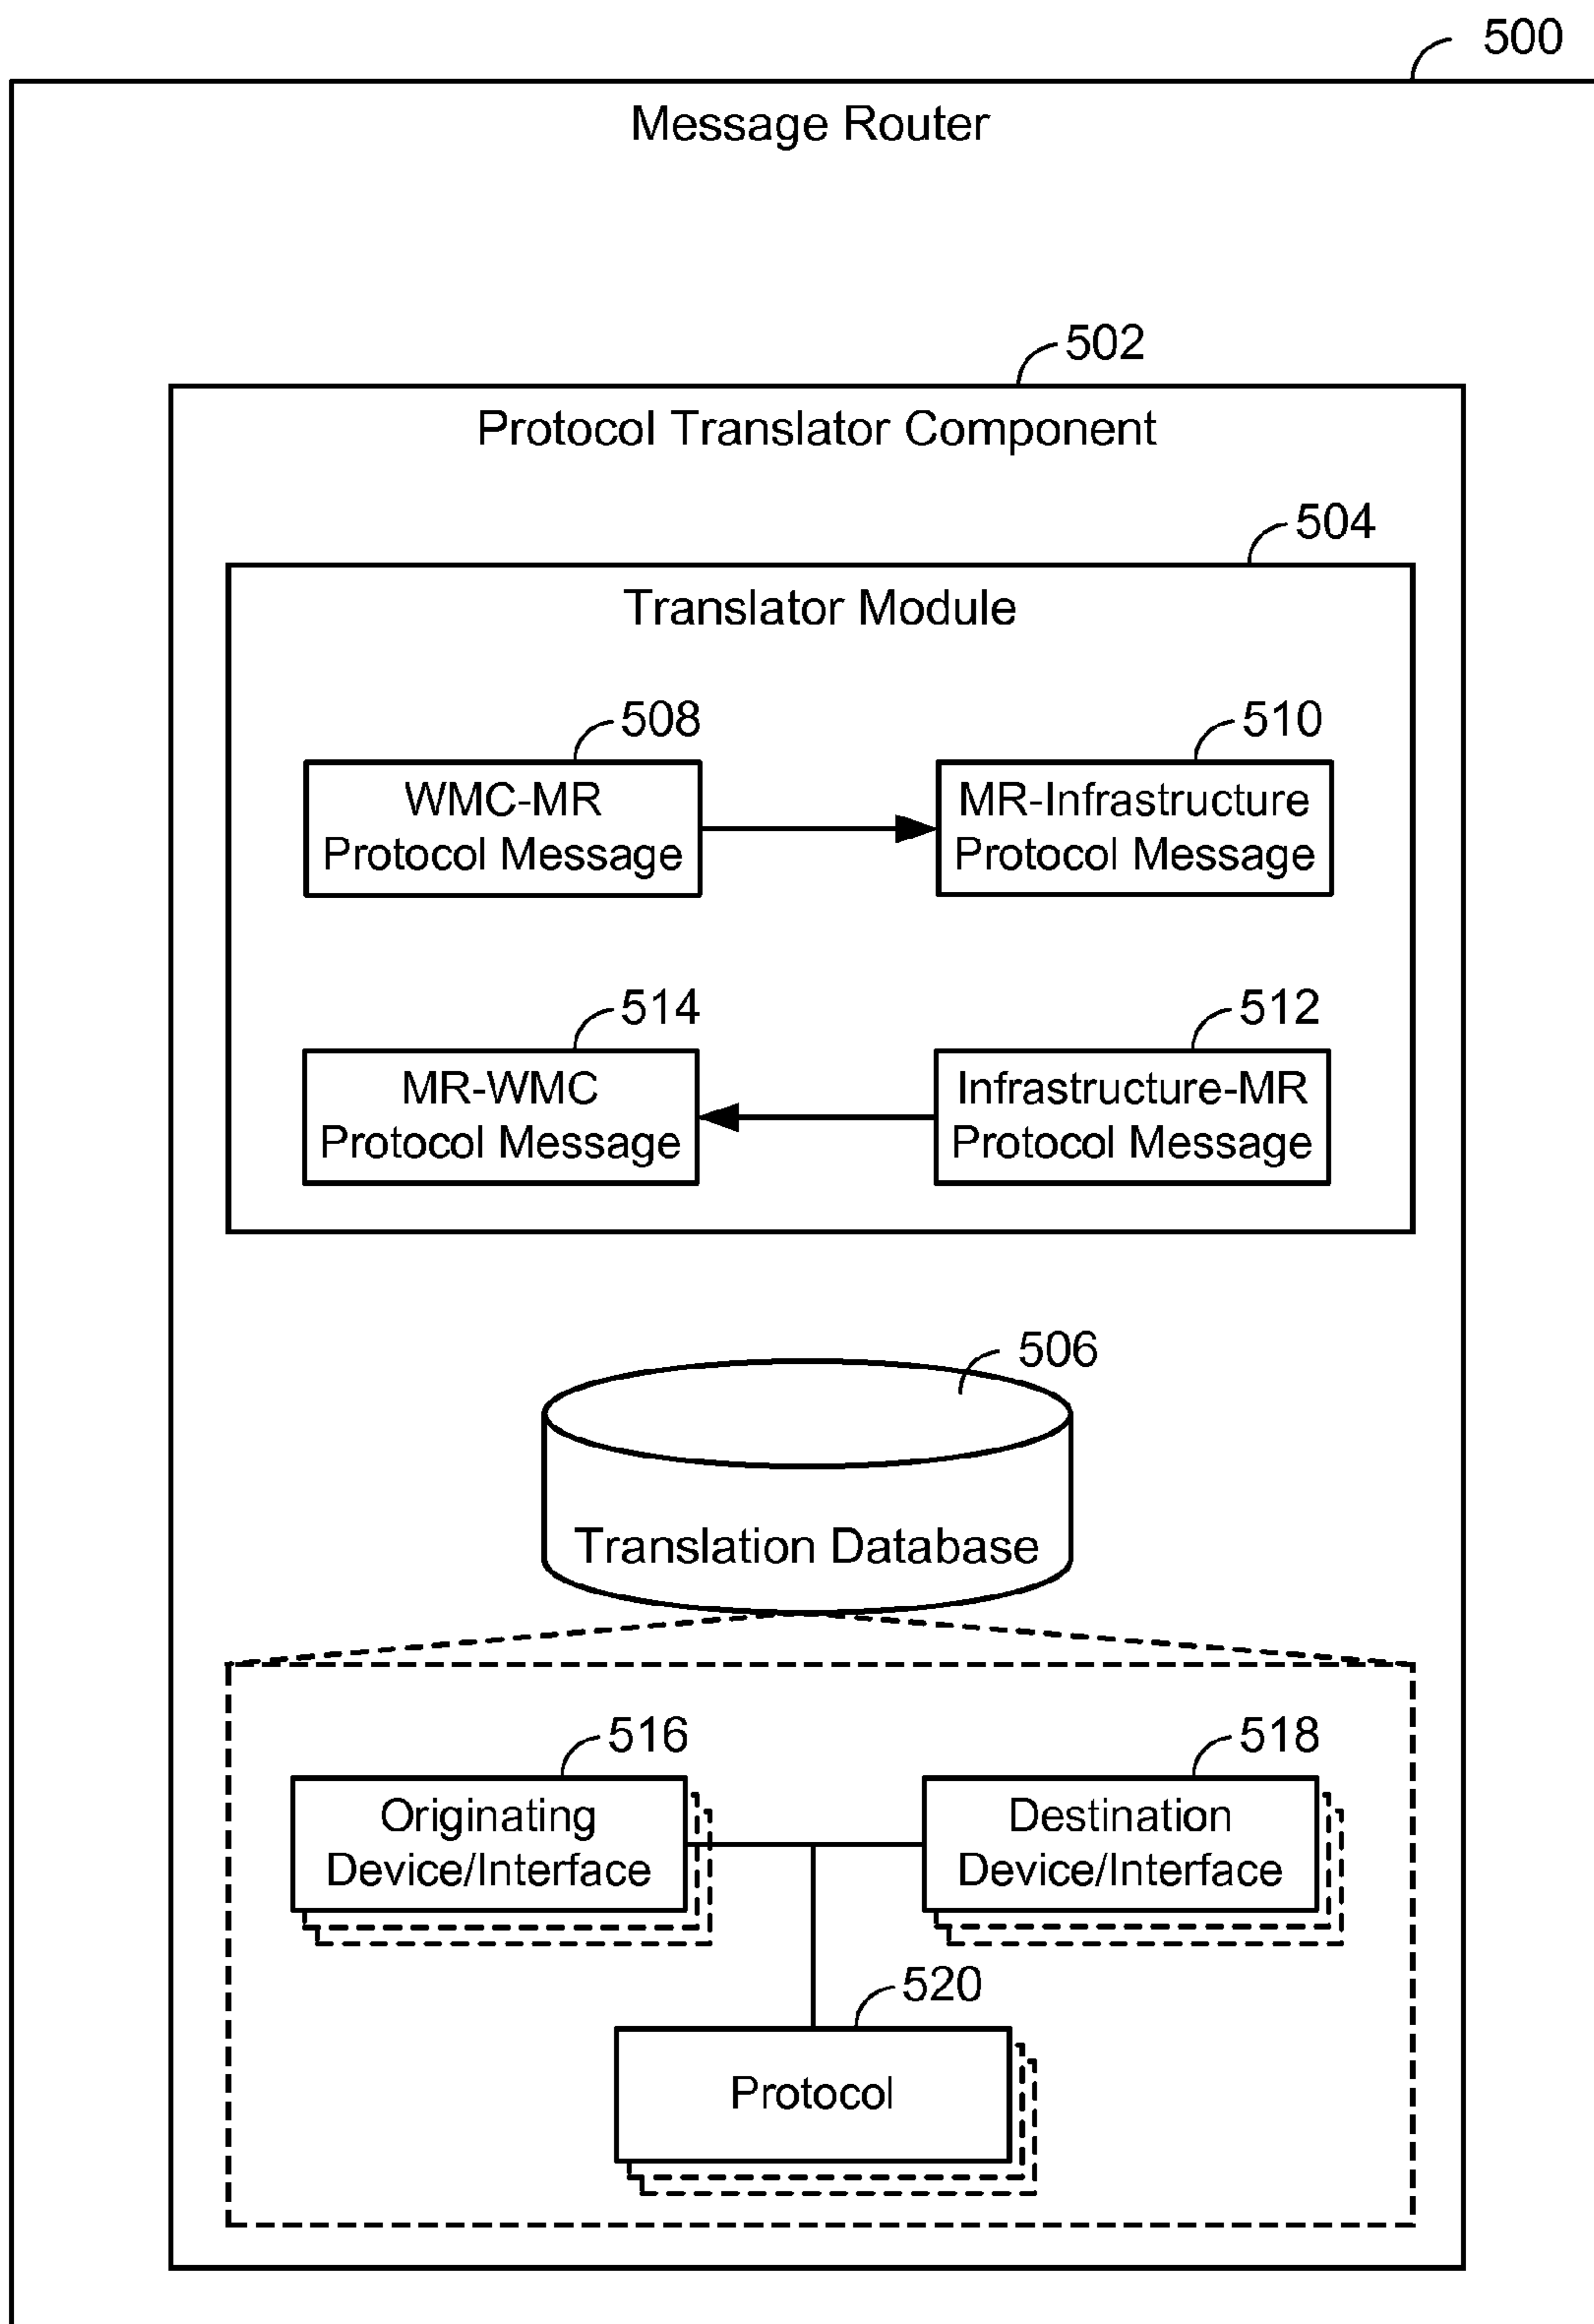 500
Message Router
502
Protocol Translator Component
504
Translator Module
508
510
WMC-MR
Protocol Message
MR-Infrastructure
Protocol Message
514
512
MR-WMC
Protocol Message
Infrastructure-MR
Protocol Message
506
Translation Database
516
518
Originating
Device/Interface
Destination
Device/Interface
520
Protocol